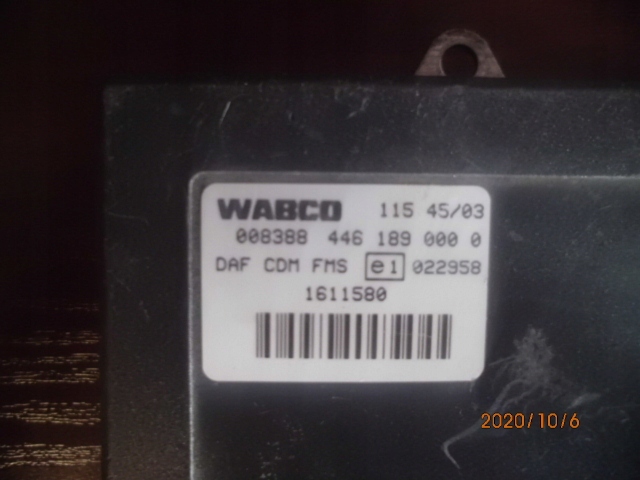 WABCO 115 45/03
008388 446 189 000 0
DAF CDM FMS e1 022958
1611580
2020/10/6